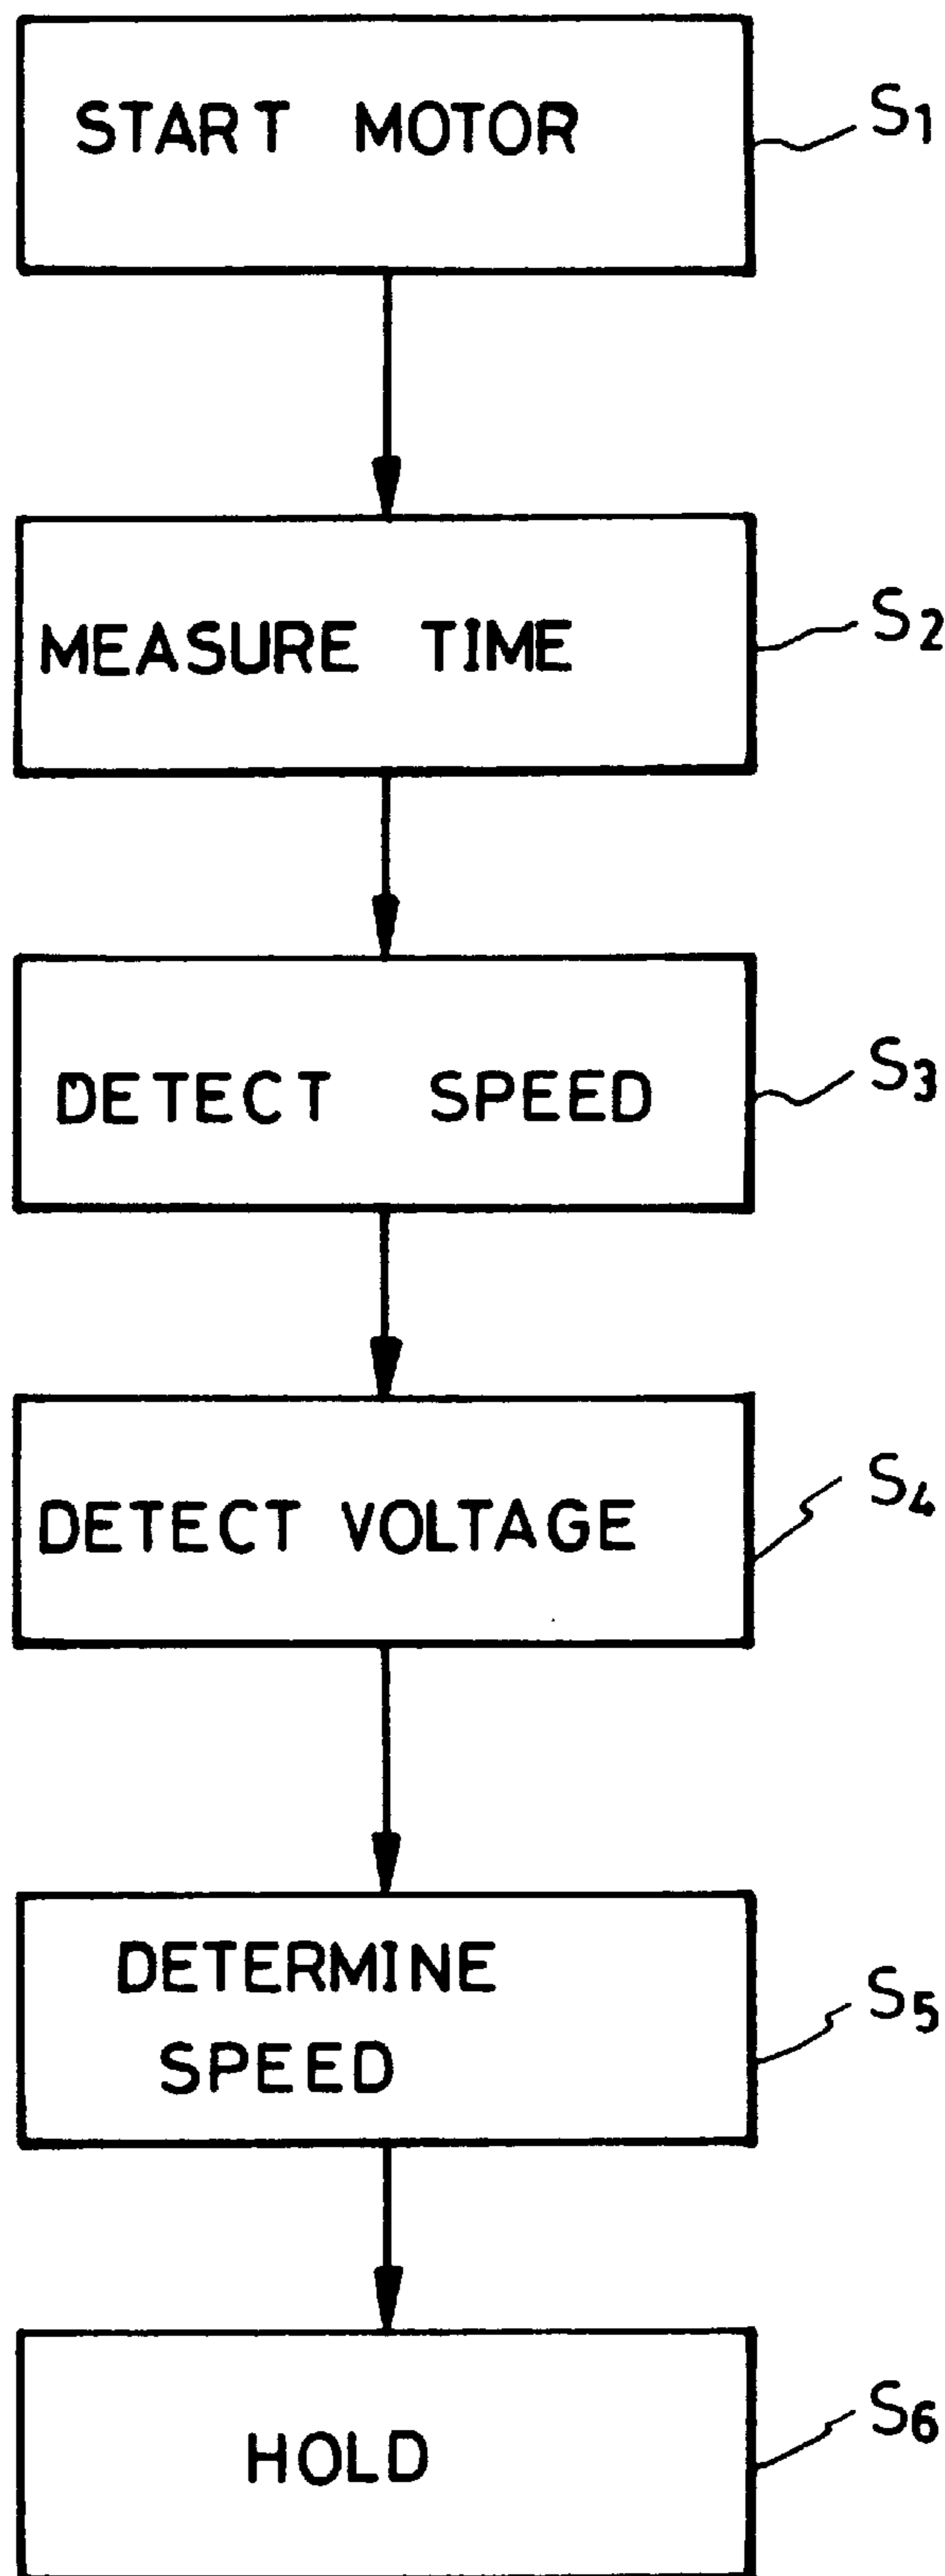 START MOTOR
S1
MEASURE TIME
S2
DETECT SPEED
S3
DETECT VOLTAGE
S4
DETERMINE
SPEED
S5
HOLD
S6